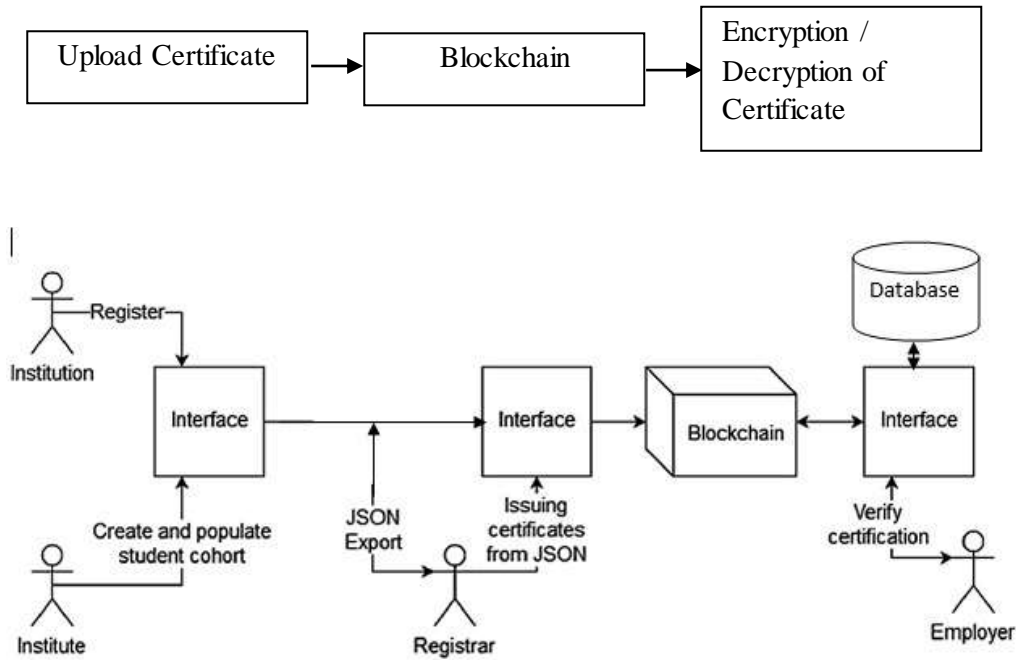 Upload Certificate
Blockchain
Encryption /
Decryption of
Certificate
Database
Register
Institution
Interface
Interface
Blockchain
Interface
Create and populate
student cohort
JSON
Export
Issuing
certificates
from JSON
Verify
certification
Institute
Registrar
Employer